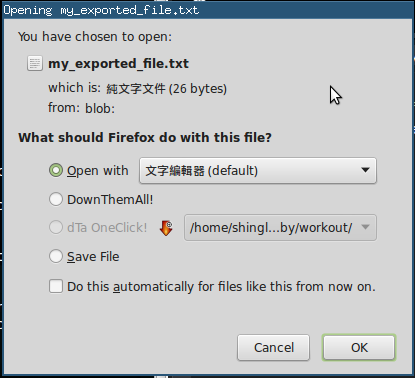 Opening my_exported_file.txt
You have chosen to open:
my_exported_file.txt
which is: 純文字文件 (26 bytes)
from: blob:
What should Firefox do with this file?
Open with 文字編輯器 (default)
DownThemAll!
dTa OneClick! /home/shingl...by/workout/
Save File
Do this automatically for files like this from now on.
Cancel OK